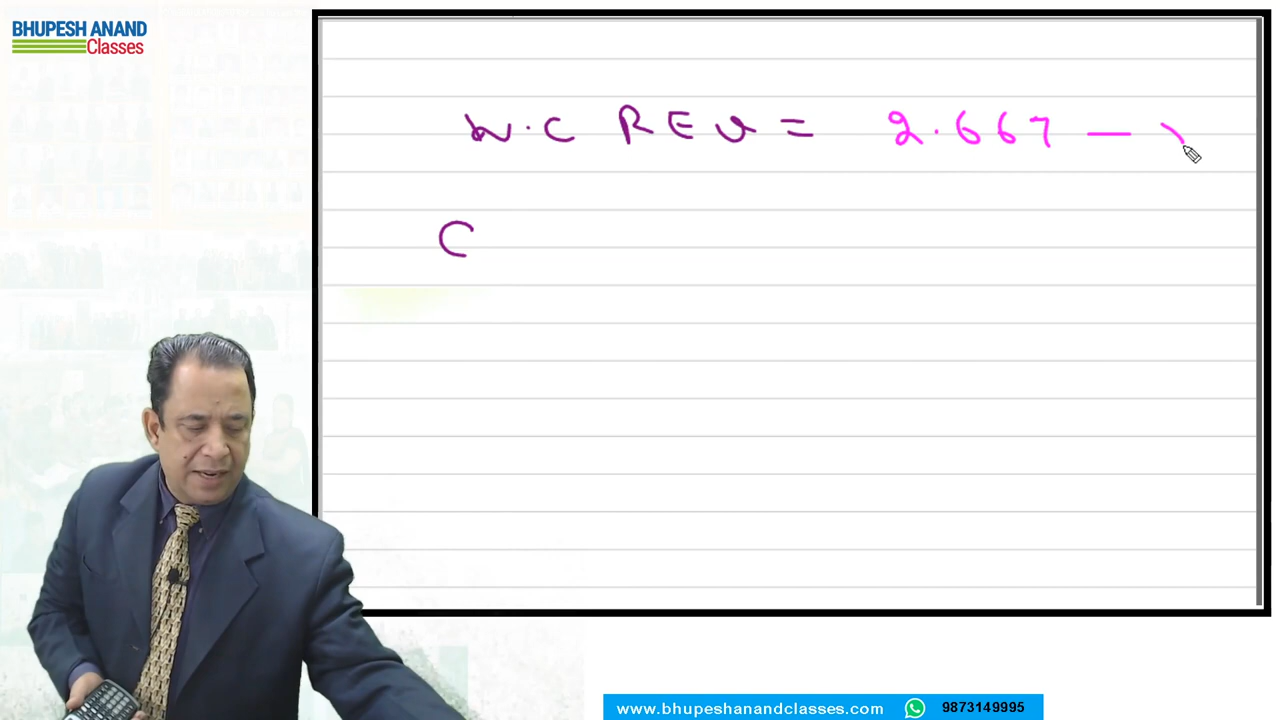 BHUPESH ANAND
Classes
W.C REV = 2.667 —
C
www.bhupeshanandclasses.com 9873149995